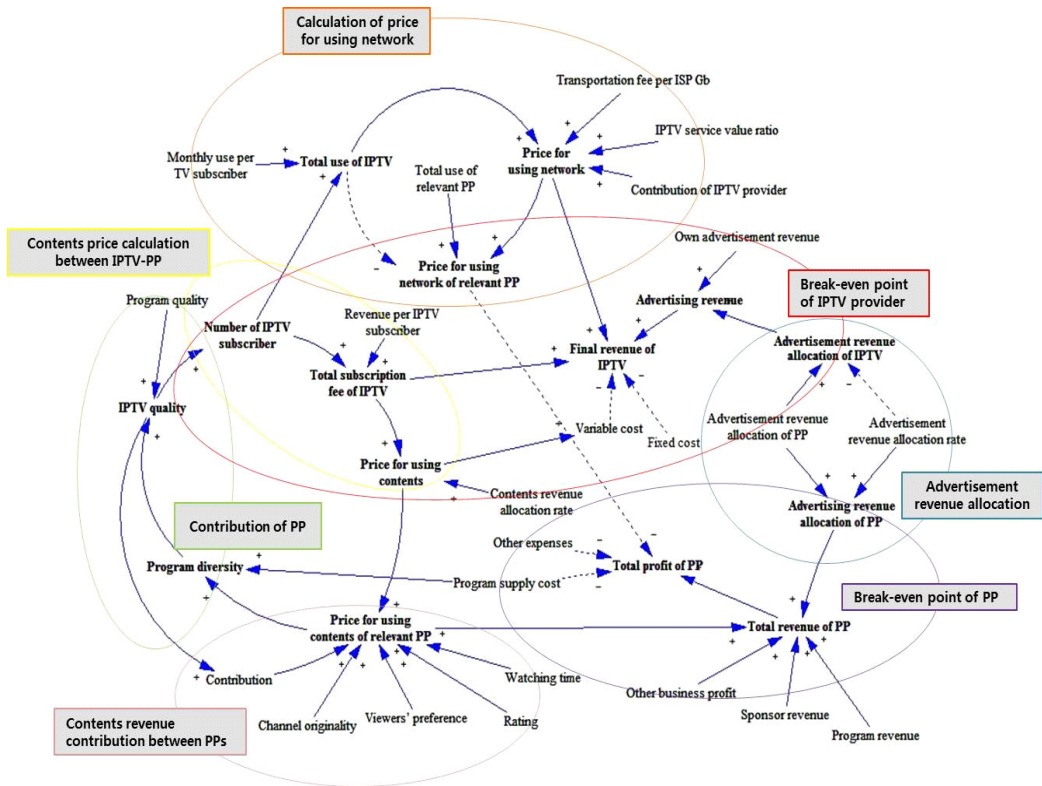 Calculation of price
for using network
Transportation fee per ISP Gb
+
+
IPTV service value ratio
+
Monthly use per
TV subscriber
+
Total use of IPTV
+
Price for
using network
+
Total use of
relevant PP
Contribution of IPTV provider
Contents price calculation
between IPTV-PP
Own advertisement revenue
+
+
−
Price for using
network of relevant PP
+
Advertising revenue
+
Break-even point
of IPTV provider
Program quality
Number of IPTV
subscriber
+
Revenue per IPTV
subscriber
+
+
Total subscription
fee of IPTV
+
+
Final revenue of
IPTV
−
−
Advertisement revenue
allocation of IPTV
+
−
+
IPTV quality
+
Advertisement revenue
allocation of PP
Advertisement
revenue allocation rate
+
Variable cost
Fixed cost
+
Price for using
contents
+
Contents revenue
allocation rate
+
+
Advertising revenue
allocation of PP
Advertisement
revenue allocation
Contribution of PP
Other expenses
−
−
Total profit of PP
−
Program diversity
+
Program supply cost
+
Break-even point of PP
+
Price for using
contents of relevant PP
+
+
Total revenue of PP
+
+
+
+
+
+
+
+
Contribution
Watching time
Other business profit
Channel originality
Viewers' preference
Rating
Sponsor revenue
Program revenue
Contents revenue
contribution between PPs